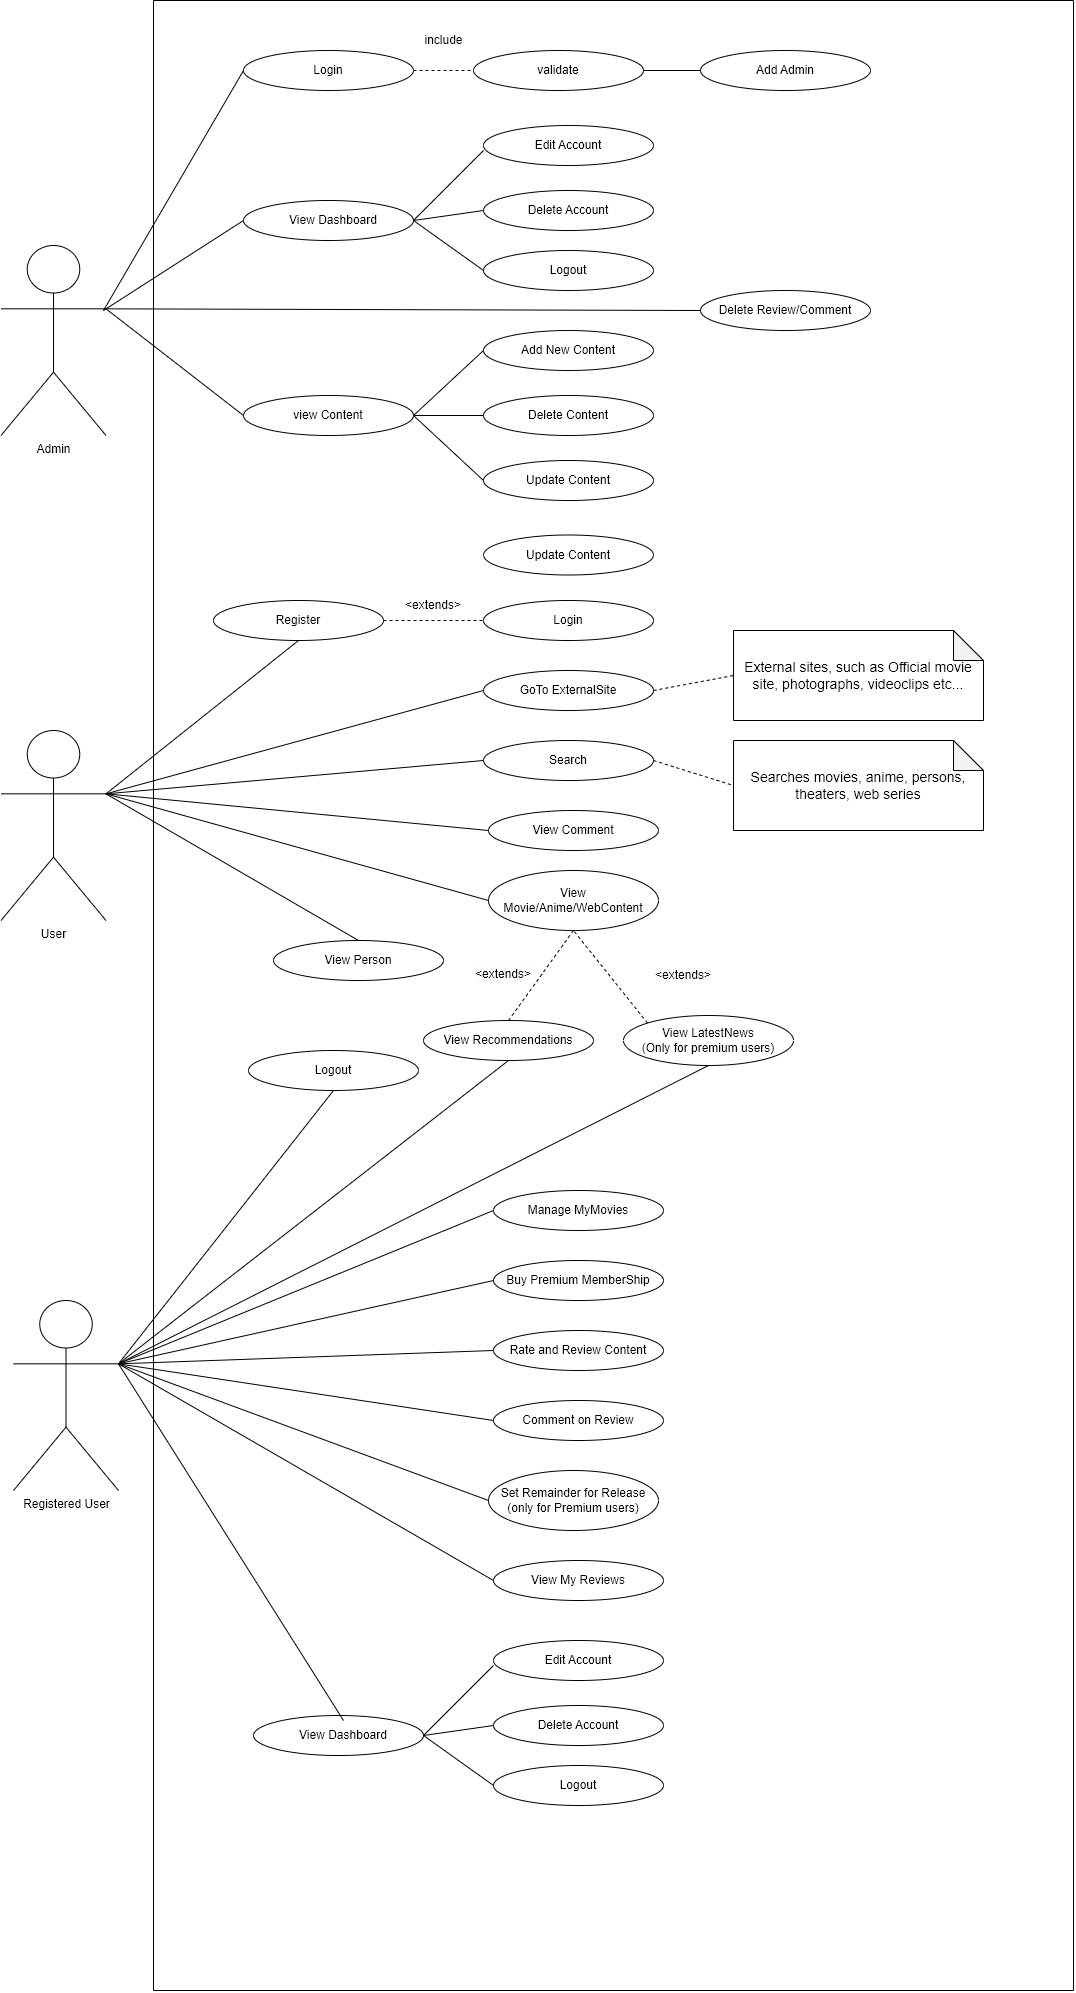 include
Login
validate
Add Admin
Edit Account
View Dashboard
Delete Account
Logout
Delete Review/Comment
Add New Content
view Content
Delete Content
Admin
Update Content
Update Content
<extends>
Register
Login
External sites, such as Official movie
site, photographs, videoclips etc...
GoTo ExternalSite
Search
Searches movies, anime, persons,
theaters, web series
View Comment
View
Movie/Anime/WebContent
User
View Person
<extends>
<extends>
View Recommendations
View LatestNews
(Only for premium users)
Logout
Manage MyMovies
Buy Premium MemberShip
Rate and Review Content
Comment on Review
Set Remainder for Release
(only for Premium users)
Registered User
View My Reviews
Edit Account
Delete Account
View Dashboard
Logout